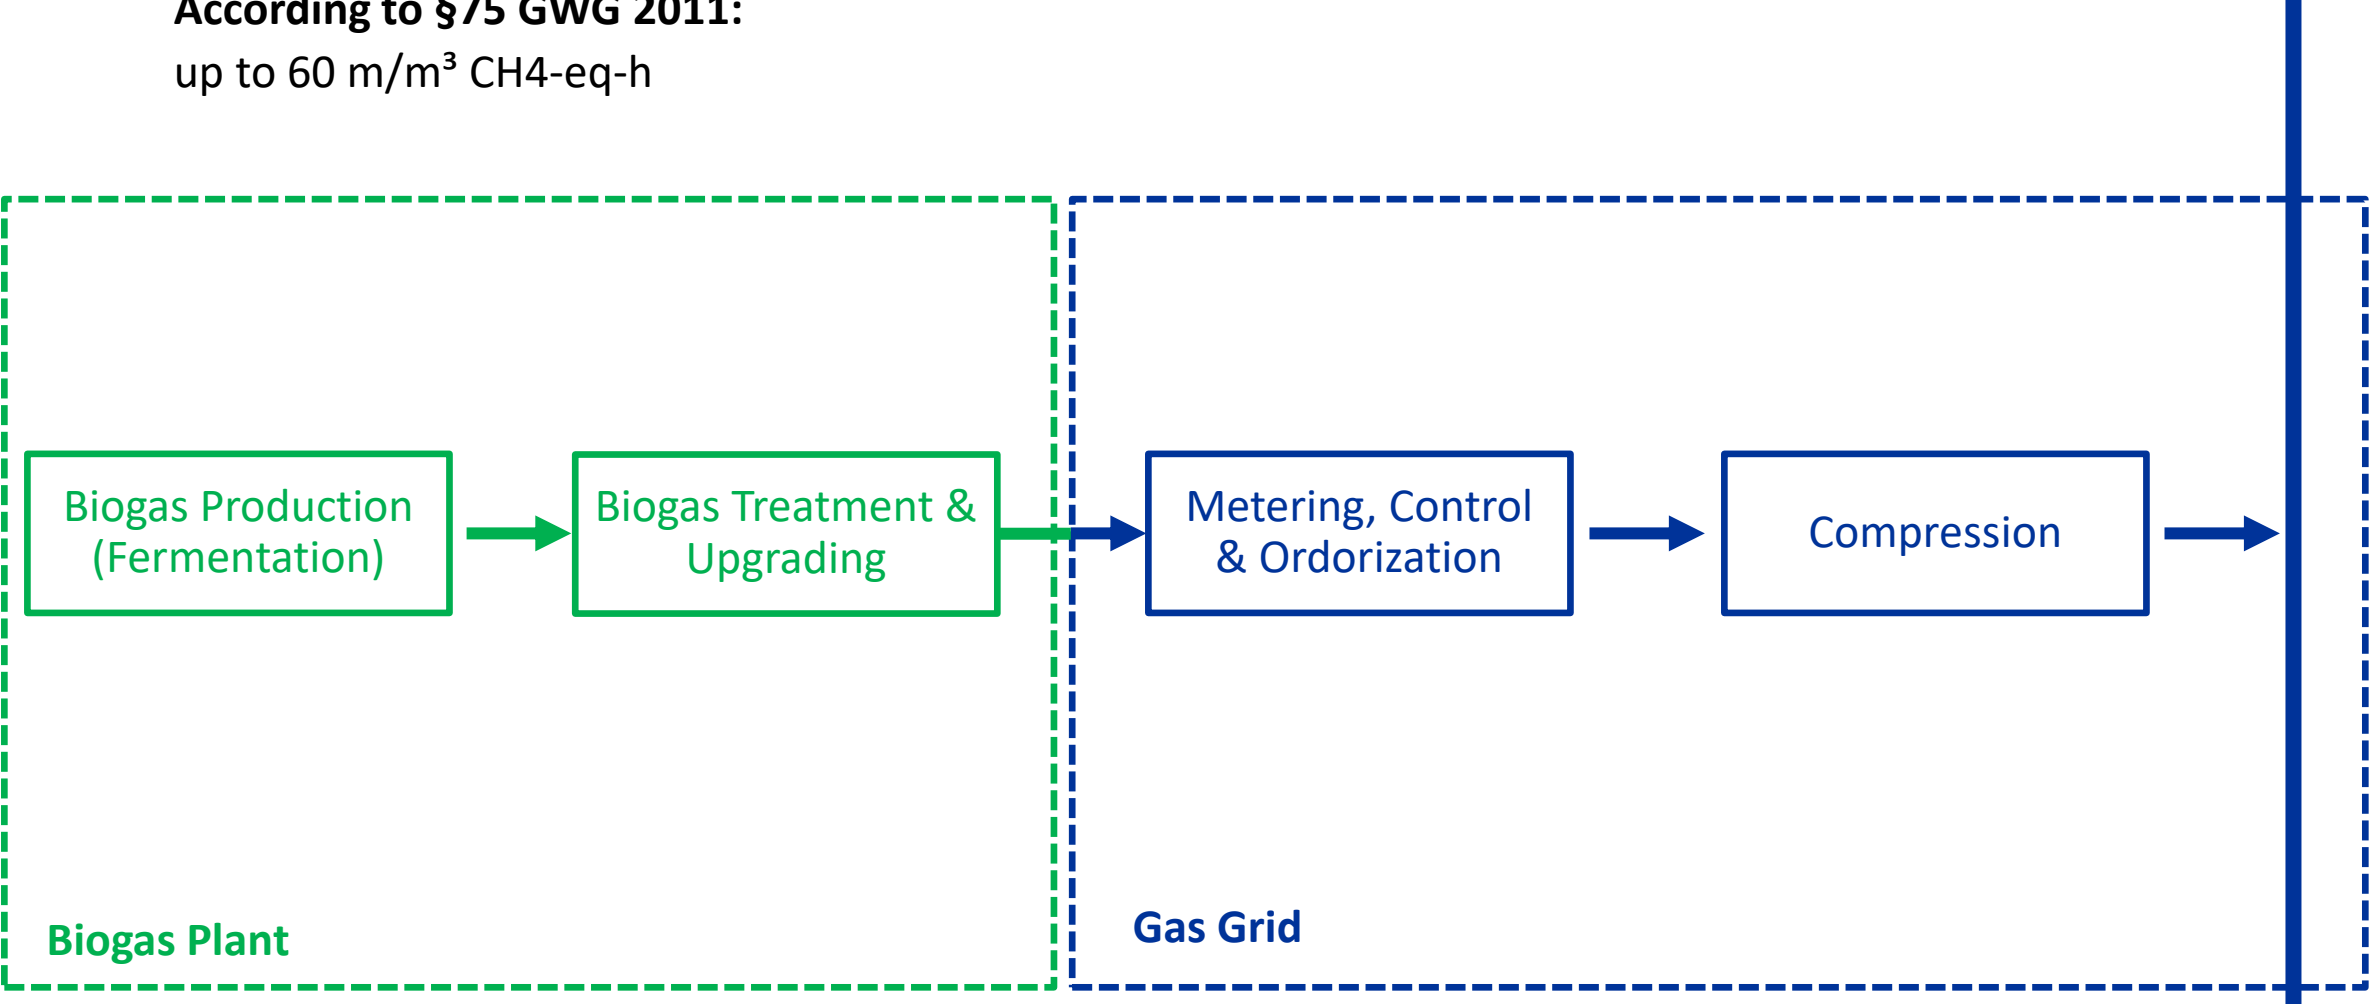 According to §75 GWG 2011:
up to 60 m/m³ CH4-eq-h
Biogas Production
(Fermentation)
Biogas Treatment &
Upgrading
Metering, Control
& Ordorization
Compression
Biogas Plant
Gas Grid